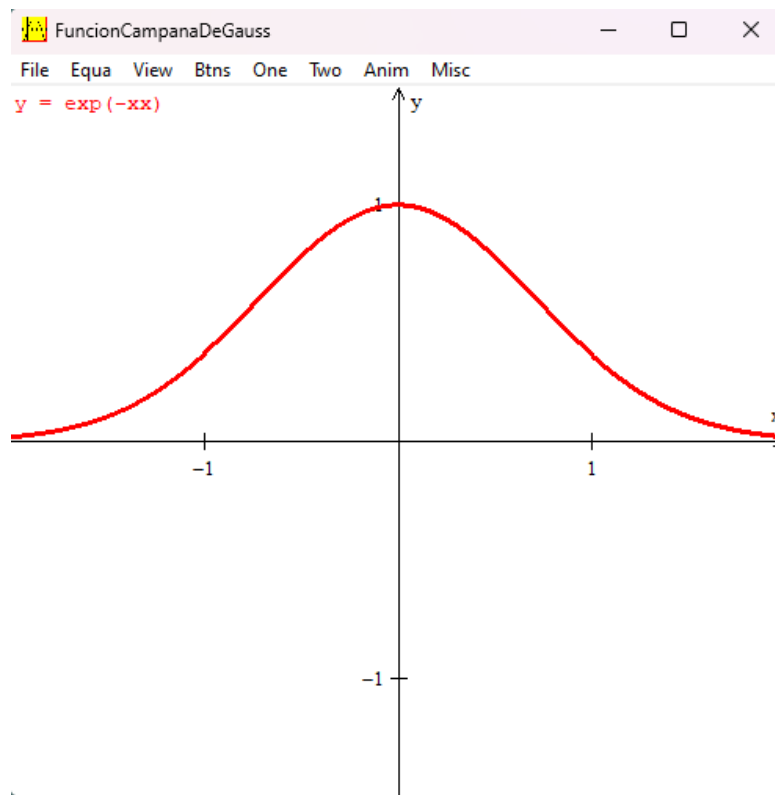 FuncionCampanaDeGauss
File Equa View Btns One Two Anim Misc
y = exp(-xx)
y
1
x
-1 1
-1